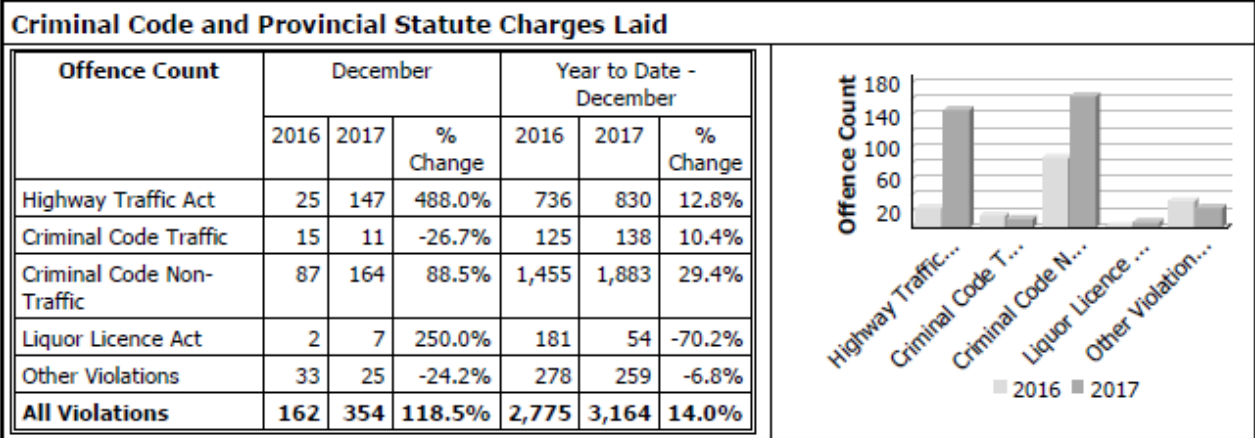 Criminal Code and Provincial Statute Charges Laid
Offence Count December Year to Date -
December
2016 2017 % 2016 2017 %
Change Change
Highway Traffic Act 25 147 488.0% 736 830 12.8%
Criminal Code Traffic 15 11 -26.7% 125 138 10.4%
Criminal Code Non- 87 164 88.5% 1,455 1,883 29.4%
Traffic
Liquor Licence Act 2 7 250.0% 181 54 -70.2%
Other Violations 33 25 -24.2% 278 259 -6.8%
All Violations 162 354 118.5% 2,775 3,164 14.0%
Offence Count
180
140
100
60
20
Highway Traffic...
Criminal Code T...
Criminal Code N...
Liquor Licence ...
Other Violation...
2016 2017